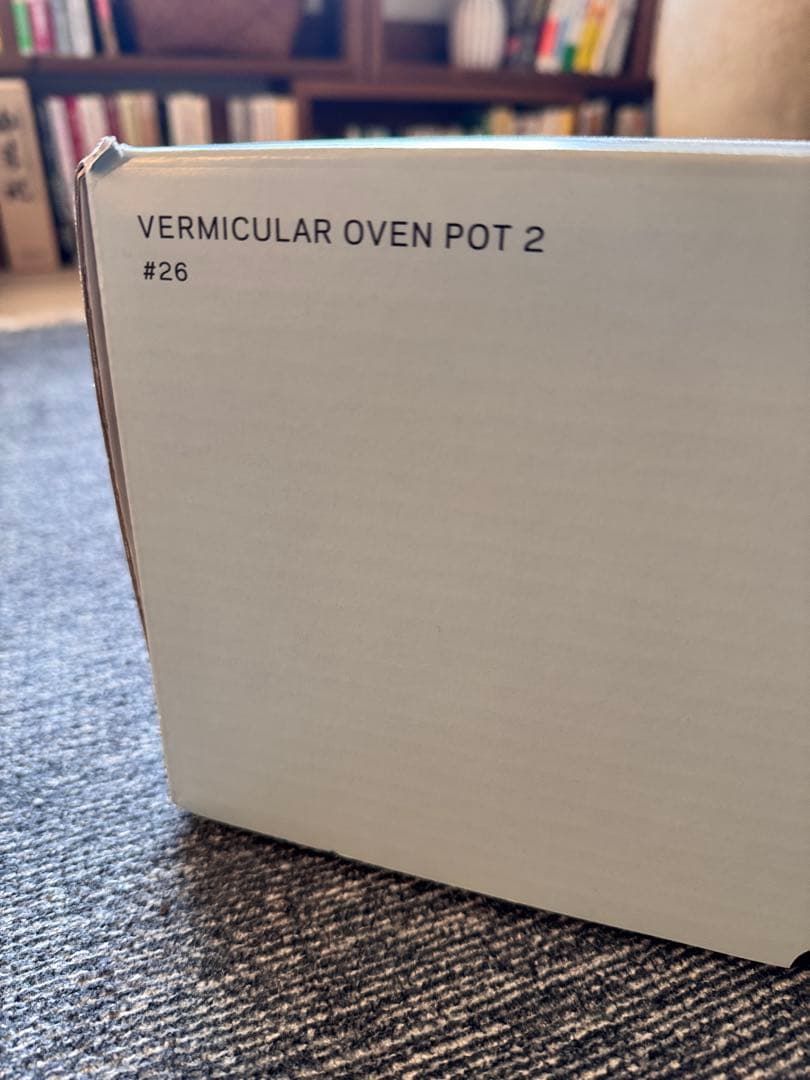 VERMICULAR OVEN POT 2
#26